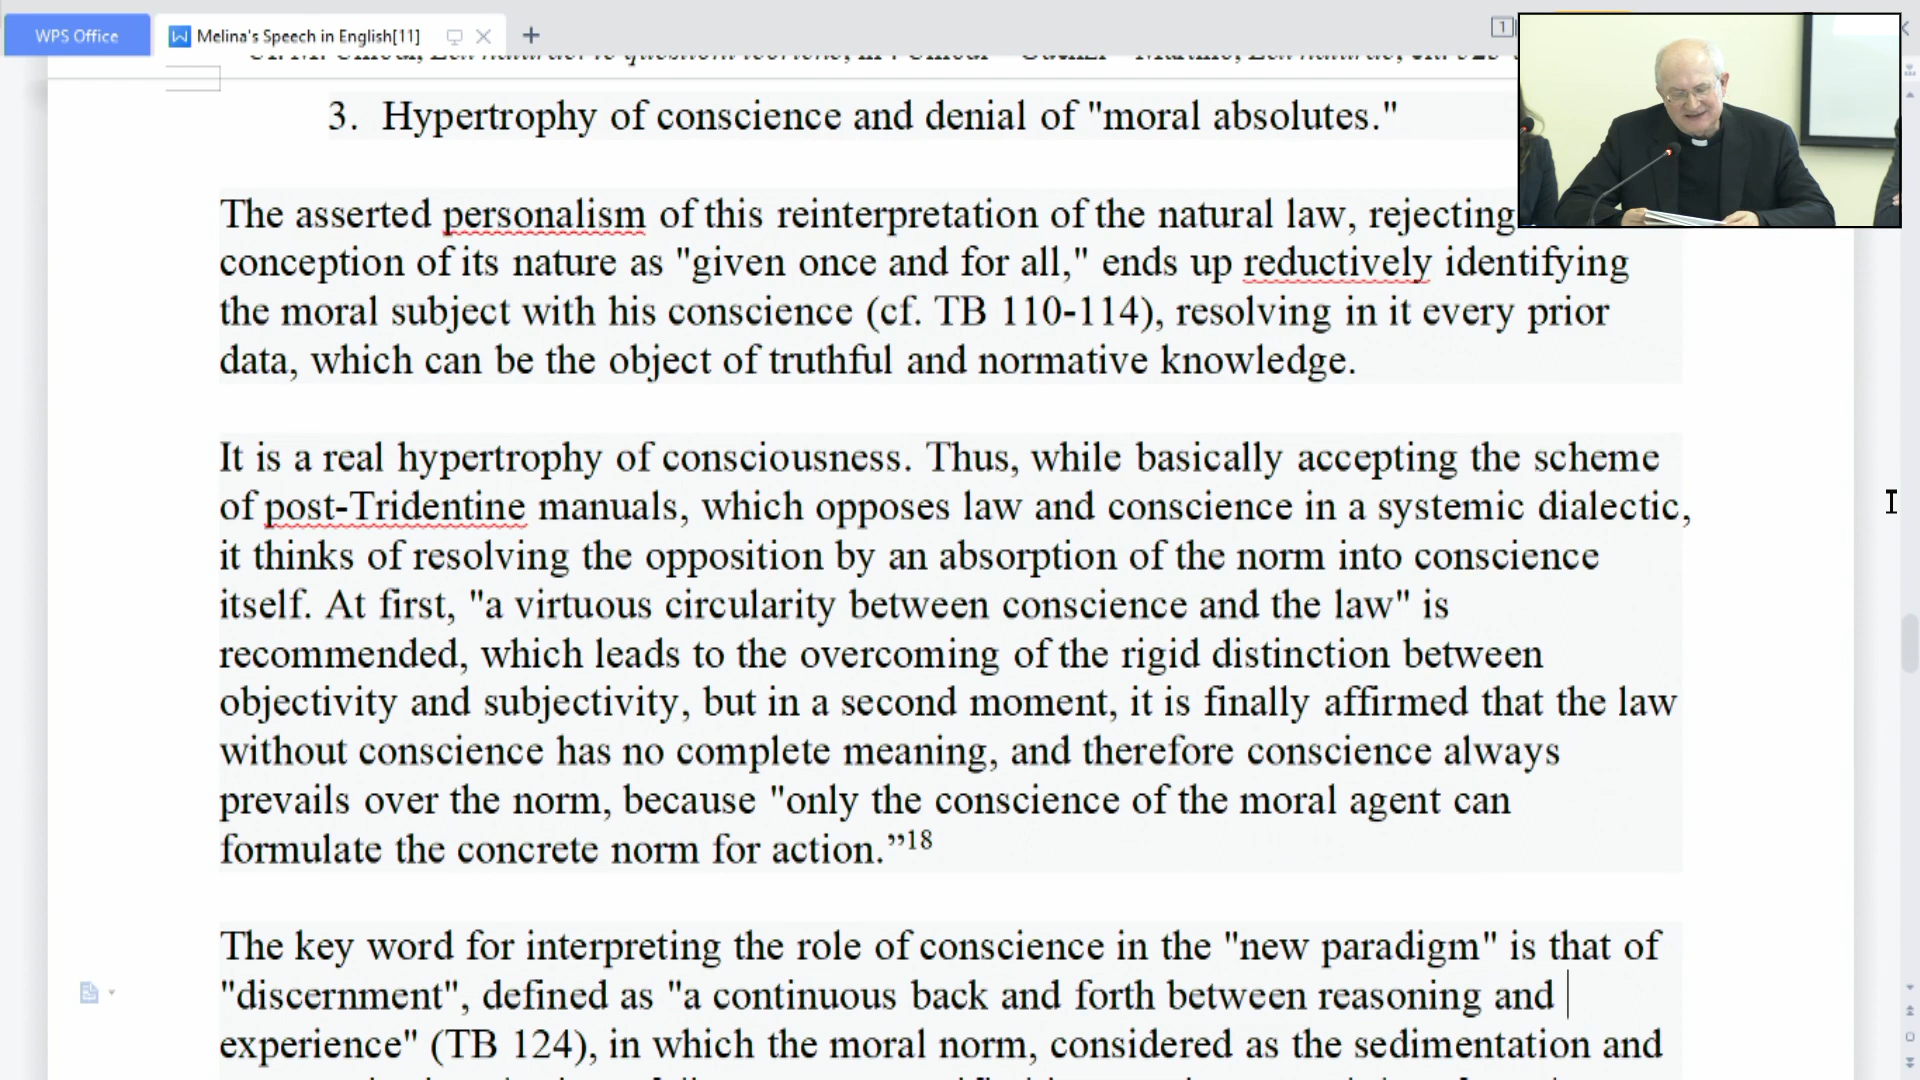 WPS Office
Melina's Speech in English[11]
1
3. Hypertrophy of conscience and denial of "moral absolutes."
The asserted personalism of this reinterpretation of the natural law, rejecting
conception of its nature as "given once and for all," ends up reductively identifying
the moral subject with his conscience (cf. TB 110-114), resolving in it every prior
data, which can be the object of truthful and normative knowledge.
It is a real hypertrophy of consciousness. Thus, while basically accepting the scheme
of post-Tridentine manuals, which opposes law and conscience in a systemic dialectic,
it thinks of resolving the opposition by an absorption of the norm into conscience
itself. At first, "a virtuous circularity between conscience and the law" is
recommended, which leads to the overcoming of the rigid distinction between
objectivity and subjectivity, but in a second moment, it is finally affirmed that the law
without conscience has no complete meaning, and therefore conscience always
prevails over the norm, because "only the conscience of the moral agent can
formulate the concrete norm for action.”18
The key word for interpreting the role of conscience in the "new paradigm" is that of
"discernment", defined as "a continuous back and forth between reasoning and
experience" (TB 124), in which the moral norm, considered as the sedimentation and